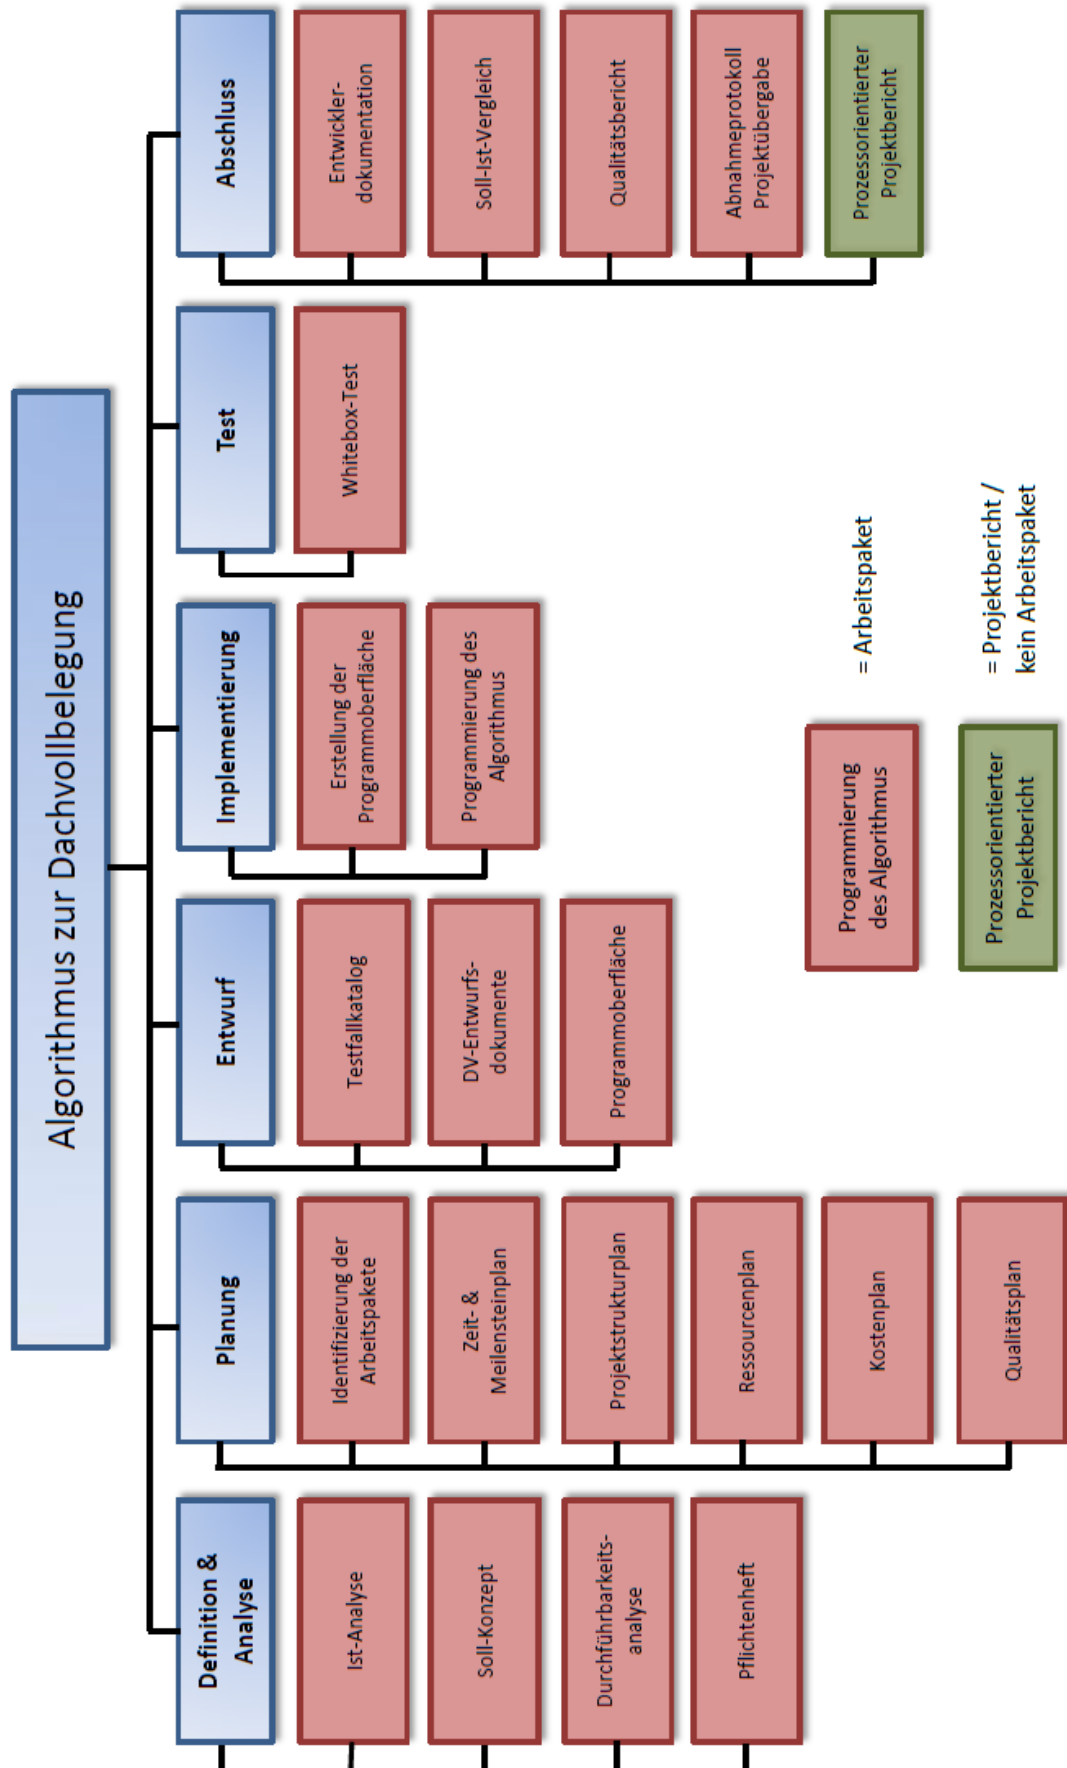 Algorithmus zur Dachvollbelegung
Definition &
Analyse
Ist-Analyse
Soll-Konzept
Durchführbarkeits-
analyse
Pflichtenheft
Planung
Identifizierung der
Arbeitspakete
Zeit- &
Meilensteinplan
Projektstrukturplan
Ressourcenplan
Kostenplan
Qualitätsplan
Entwurf
Testfallkatalog
DV-Entwurfs-
dokumente
Programmoberfläche
Implementierung
Erstellung der
Programmoberfläche
Programmierung des
Algorithmus
Test
Whitebox-Test
Abschluss
Entwickler-
dokumentation
Soll-Ist-Vergleich
Qualitätsbericht
Abnahmeprotokoll
Projektübergabe
Prozessorientierter
Projektbericht
Programmierung
des Algorithmus
= Arbeitspaket
Prozessorientierter
Projektbericht
= Projektbericht /
kein Arbeitspaket